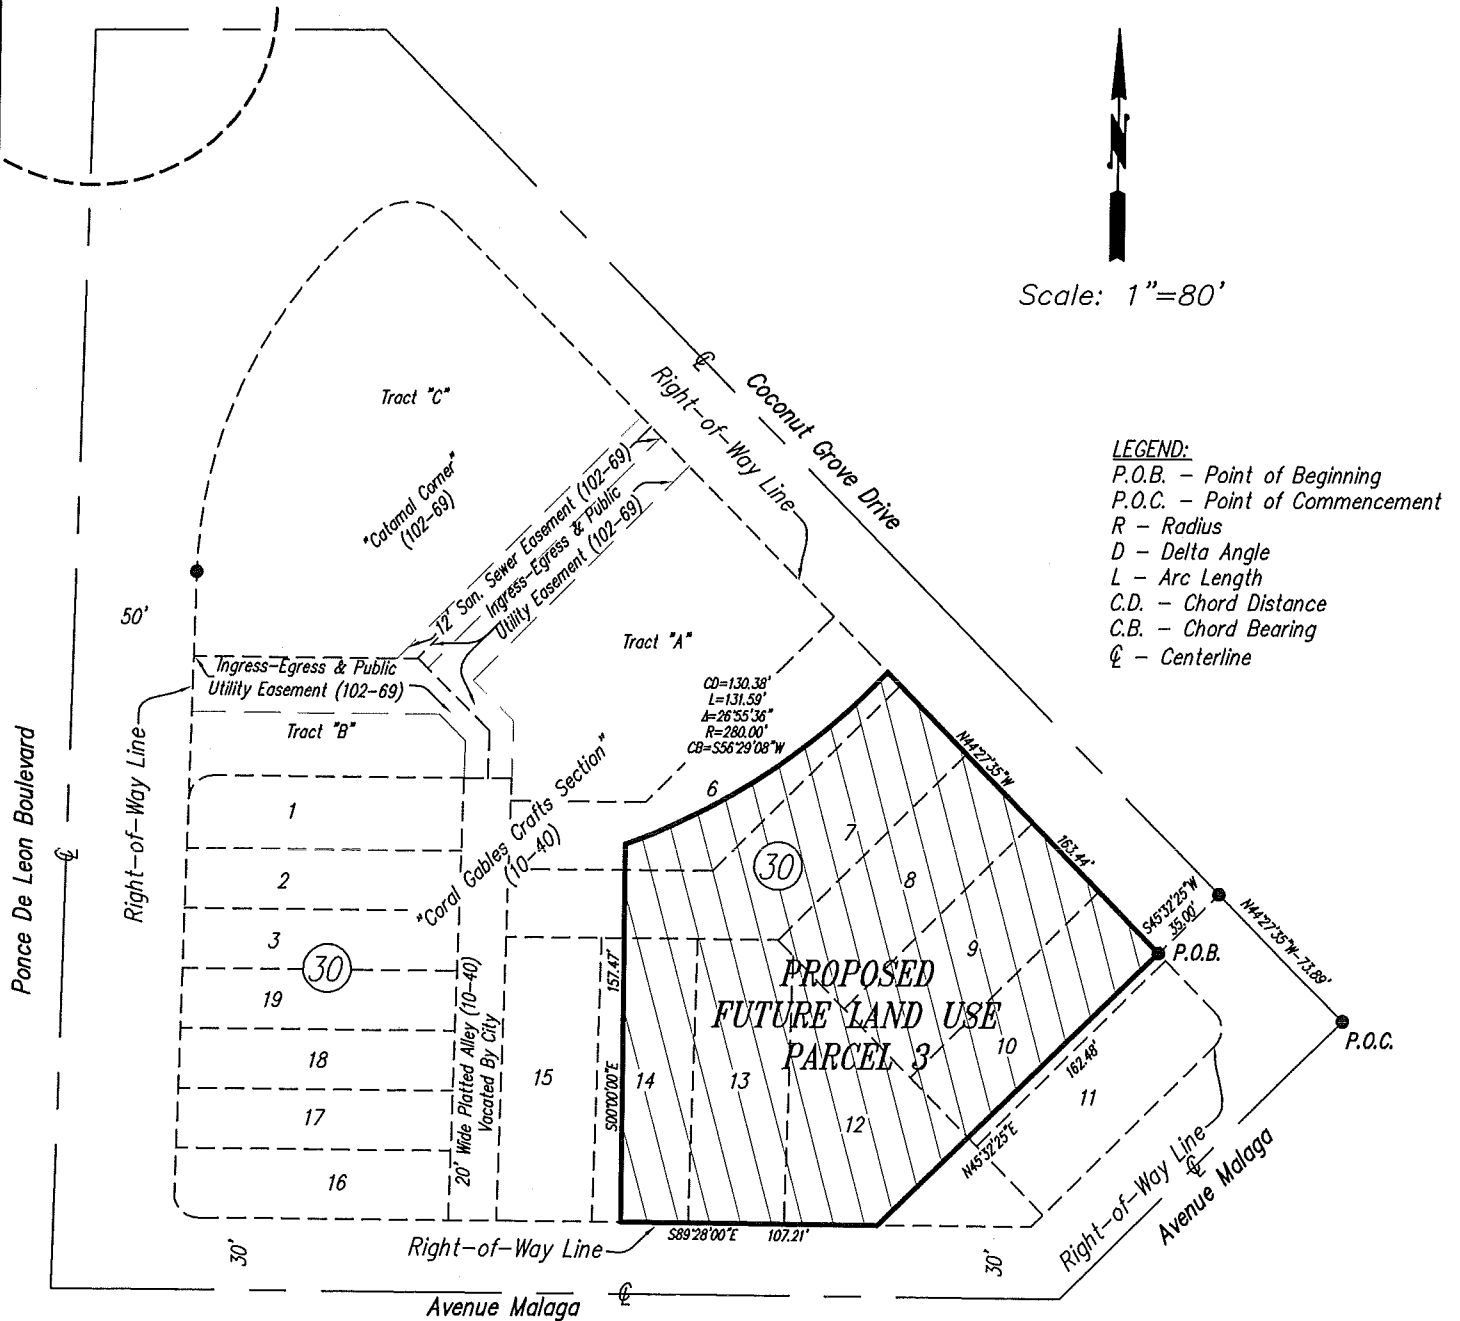 N
Scale: 1"=80'
LEGEND:
P.O.B. – Point of Beginning
P.O.C. – Point of Commencement
R – Radius
D – Delta Angle
L – Arc Length
C.D. – Chord Distance
C.B. – Chord Bearing
℄ – Centerline
℄
Coconut Grove Drive
Right–of–Way Line
Tract "C"
"Catamal Corner"
(102–69)
12' San. Sewer Easement (102–69)
Ingress–Egress & Public
Utility Easement (102–69)
50'
Tract "A"
Ingress–Egress & Public
Utility Easement (102–69)
Tract "B"
CD=130.38'
L=131.59'
Δ=26°55'36"
R=280.00'
CB=S56°29'08"W
Ponce De Leon Boulevard
℄
Right–of–Way Line
"Coral Gables Crafts Section"
(10–40)
1
2
3
30
19
18
17
16
20' Wide Platted Alley (10–40)
Vacated By City
15
6
7
30
8
9
10
11
12
13
14
PROPOSED
FUTURE LAND USE
PARCEL 3
157.47'
S00°00'00"E
N44°27'35"W
163.44'
S45°32'25"W
35.00'
P.O.B.
N44°27'35"W–73.89'
P.O.C.
162.48'
N45°32'25"E
S89°28'00"E
107.21'
Right–of–Way Line
30'
30'
Right–of–Way Line
℄
Avenue Malaga
Avenue Malaga
℄